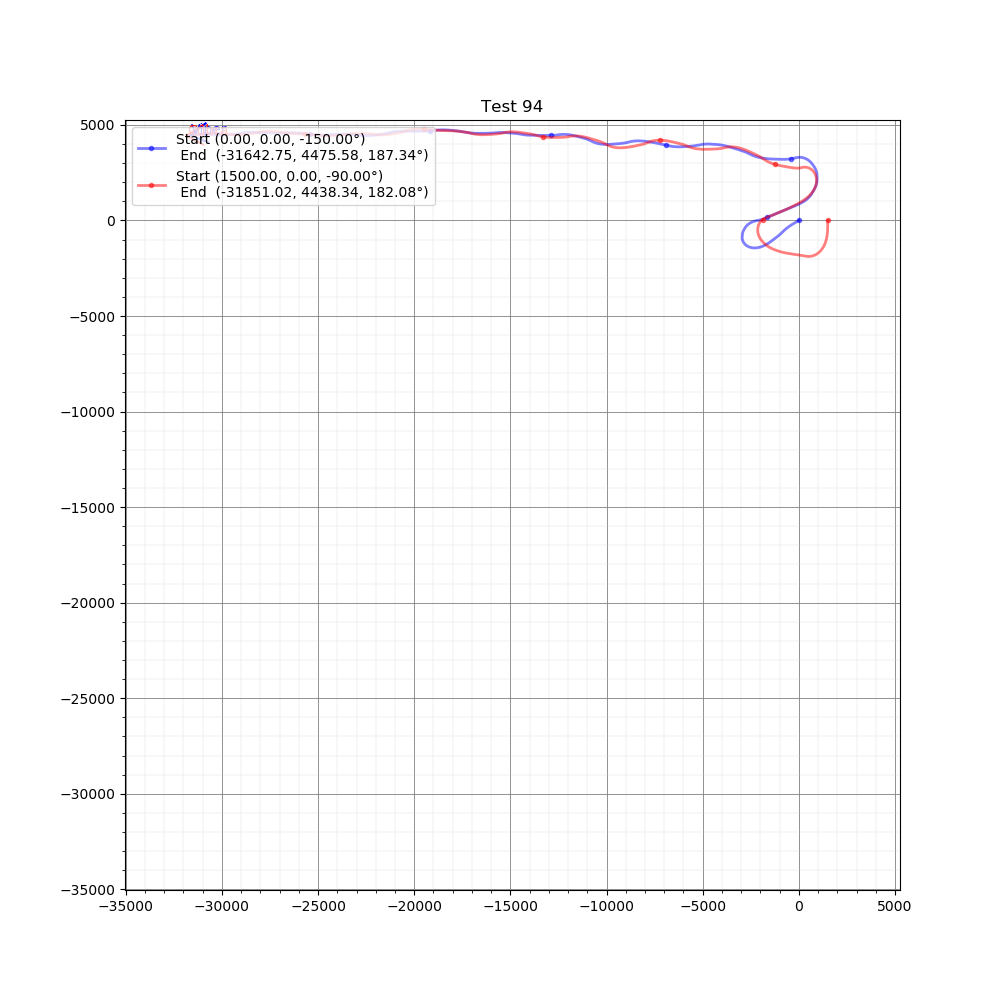 Test 94
5000
0
−5000
−10000
−15000
−20000
−25000
−30000
−35000
Start (0.00, 0.00, -150.00°)
End (-31642.75, 4475.58, 187.34°)
Start (1500.00, 0.00, -90.00°)
End (-31851.02, 4438.34, 182.08°)
−35000 −30000 −25000 −20000 −15000 −10000 −5000 0 5000